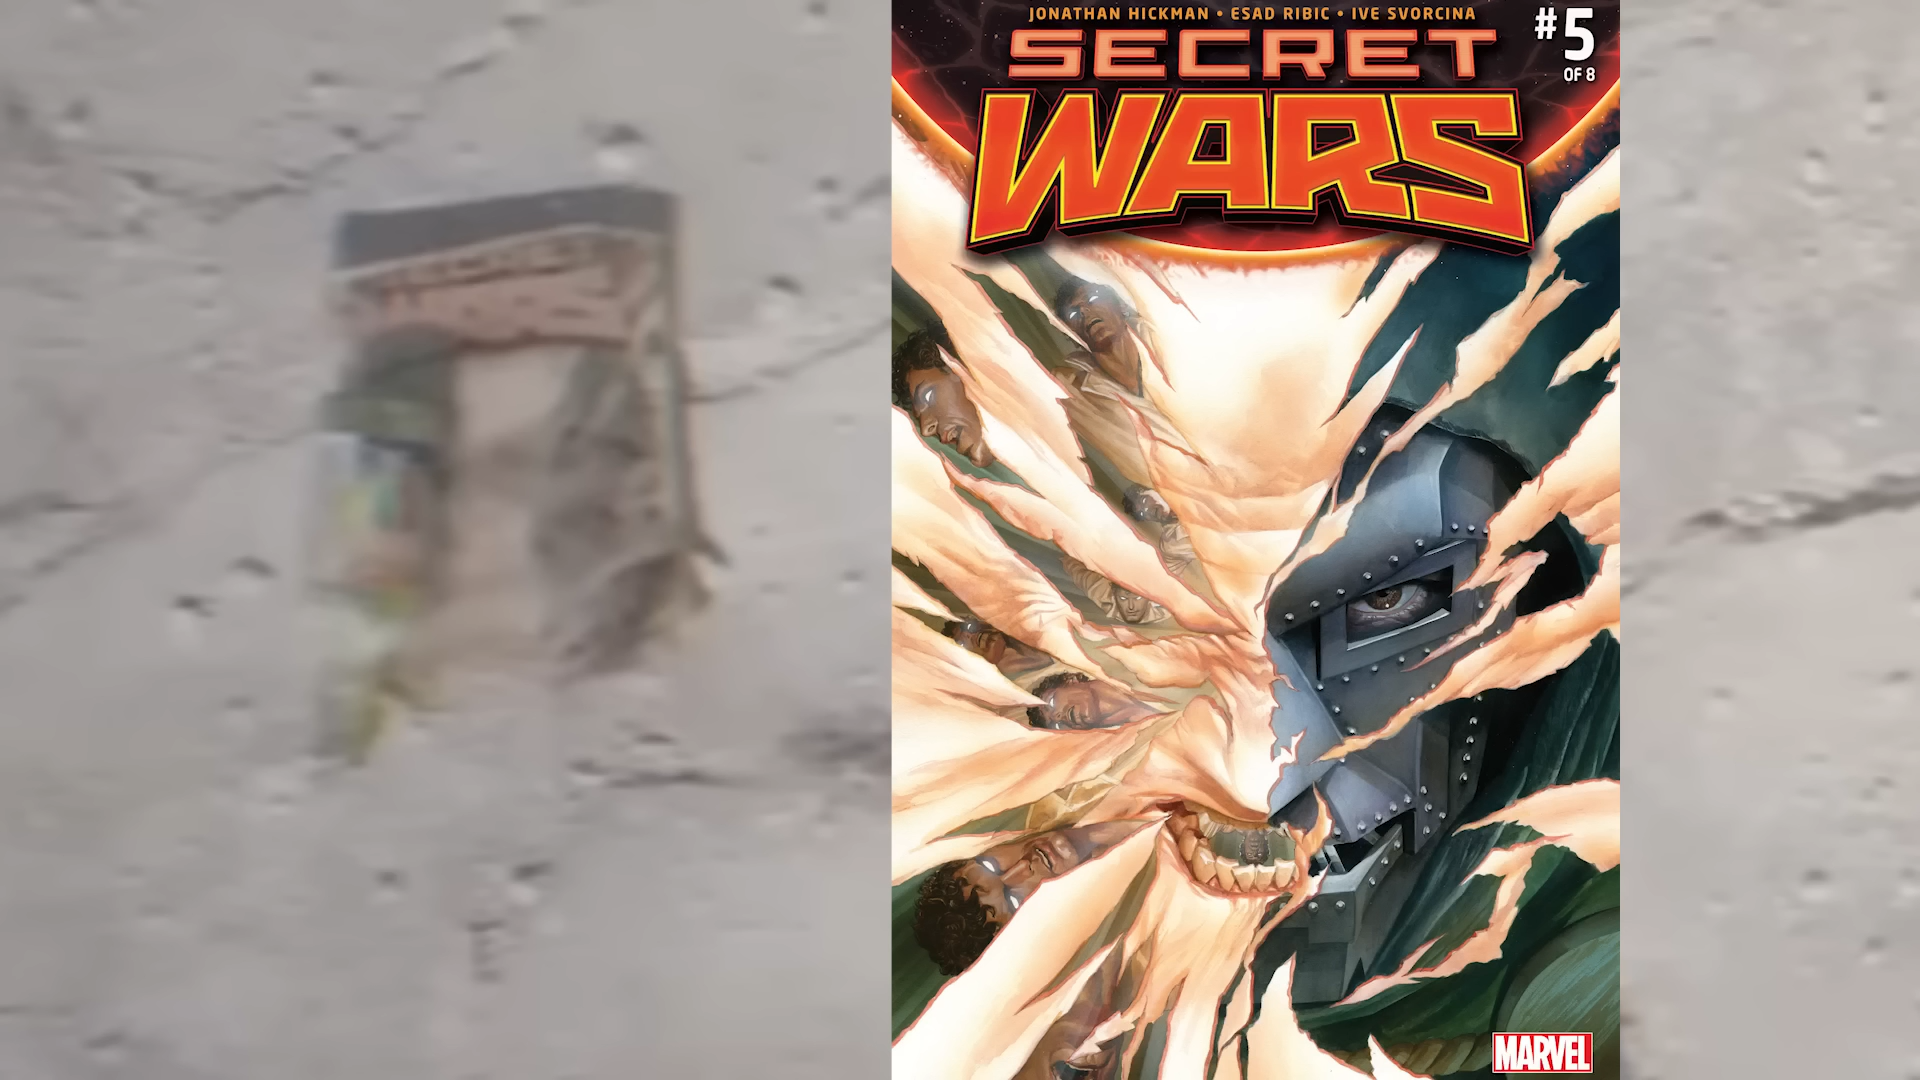 JONATHAN HICKMAN • ESAD RIBIC • IVE SVORCINA
SECRET
WARS
#5
OF 8
MARVEL